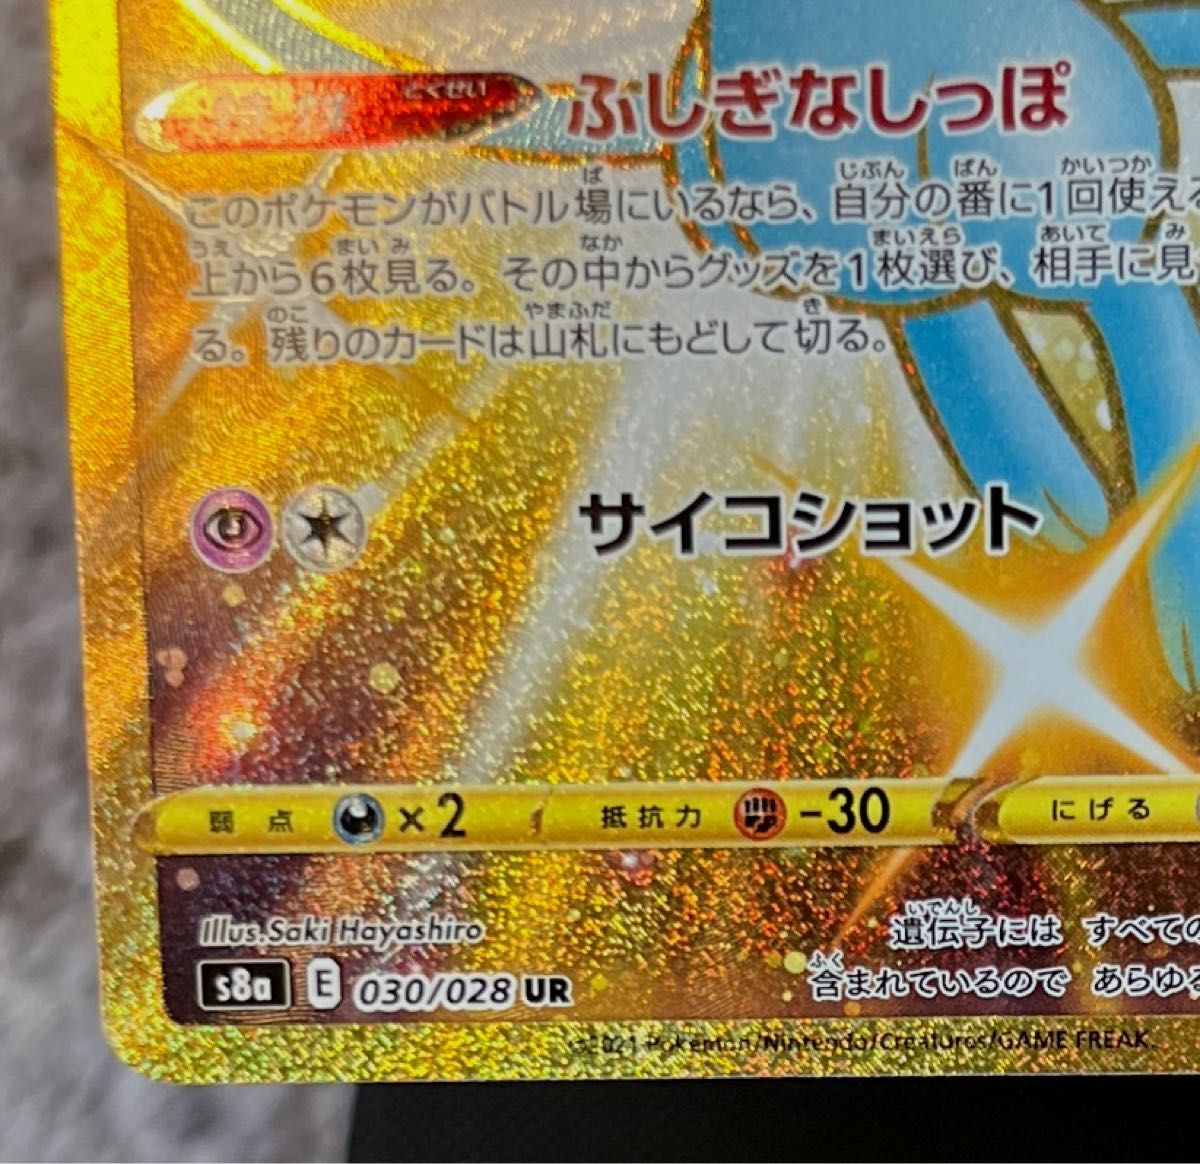 特性 とくせい ふしぎなしっぽ
このポケモンがバトル場にいるなら、自分の番に1回使える
上から6枚見る。その中からグッズを1枚選び、相手に見
る。残りのカードは山札にもどして切る。
サイコショット
弱点 ×2 抵抗力 -30 にげる
Illus.Saki Hayashiro
遺伝子には すべての
s8a E 030/028 UR
含まれているので あらゆる
©2021 Pokémon/Nintendo/Creatures/GAME FREAK.